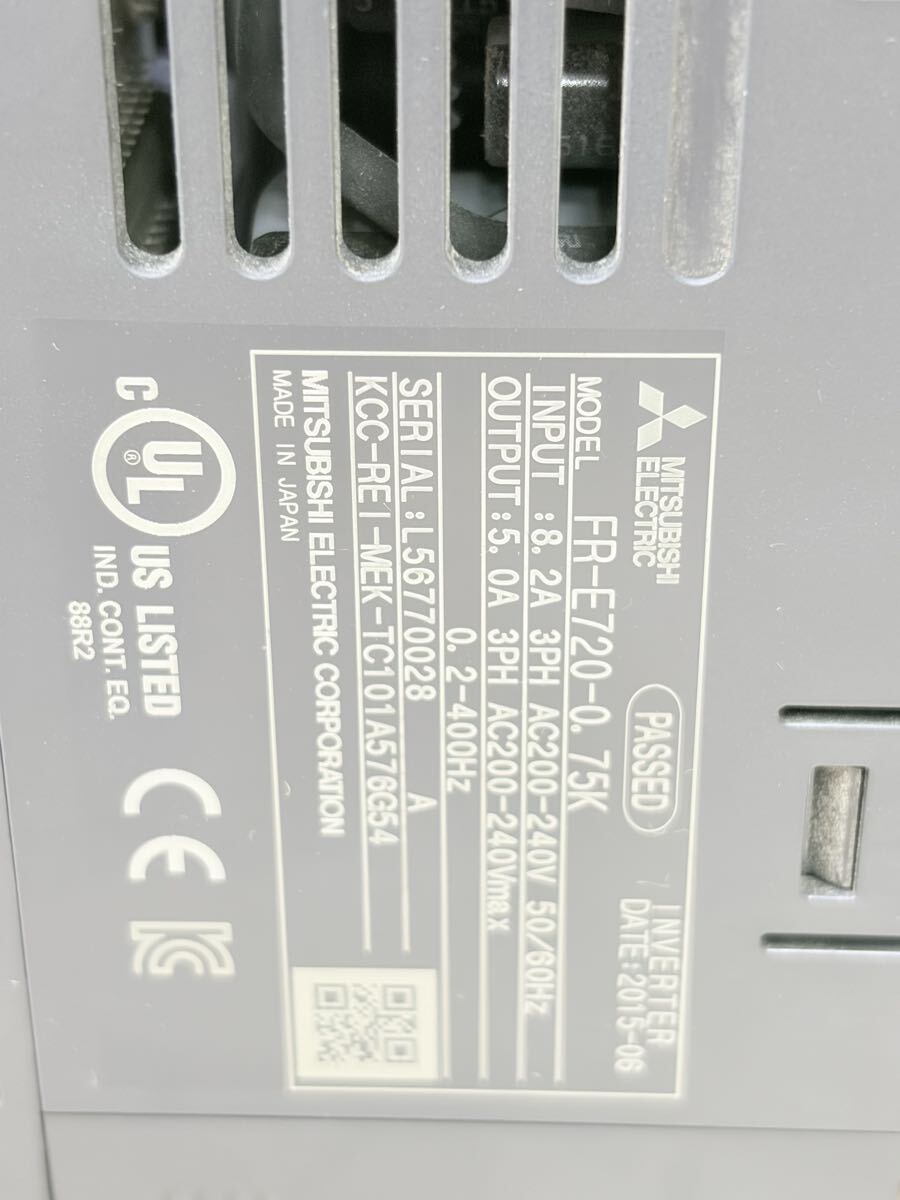 MITSUBISHI
ELECTRIC
PASSED
INVERTER
DATE:2015-06
MODEL FR-E720-0.75K
INPUT :8.2A 3PH AC200-240V 50/60Hz
OUTPUT:5.0A 3PH AC200-240Vmax
0.2-400Hz
SERIAL:L56770028 A
KCC-REI-MEK-TC101A576G54
MITSUBISHI ELECTRIC CORPORATION
MADE IN JAPAN
C UL ® US LISTED
IND. CONT. EQ.
88R2
CE
KC